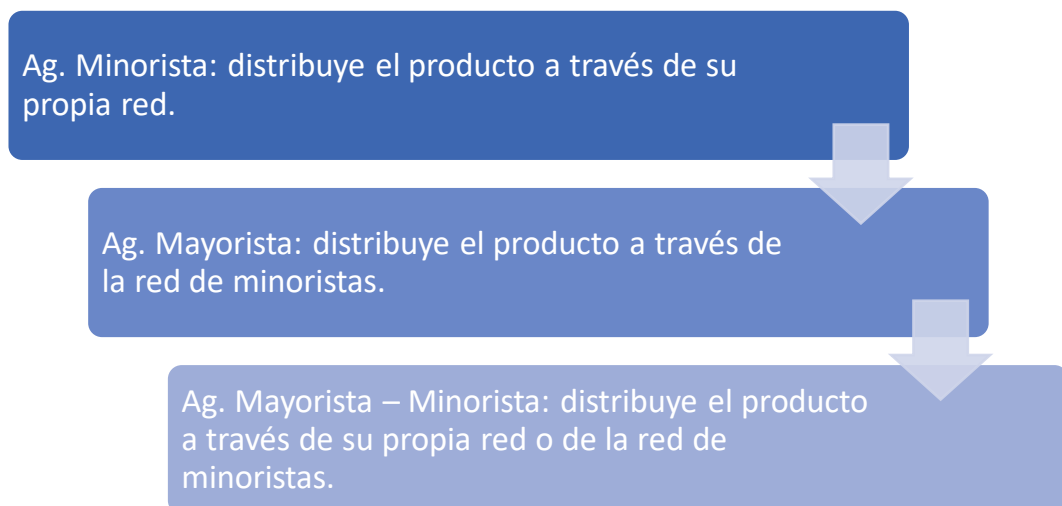 Ag. Minorista: distribuye el producto a través de su
propia red.
Ag. Mayorista: distribuye el producto a través de
la red de minoristas.
Ag. Mayorista – Minorista: distribuye el producto
a través de su propia red o de la red de
minoristas.